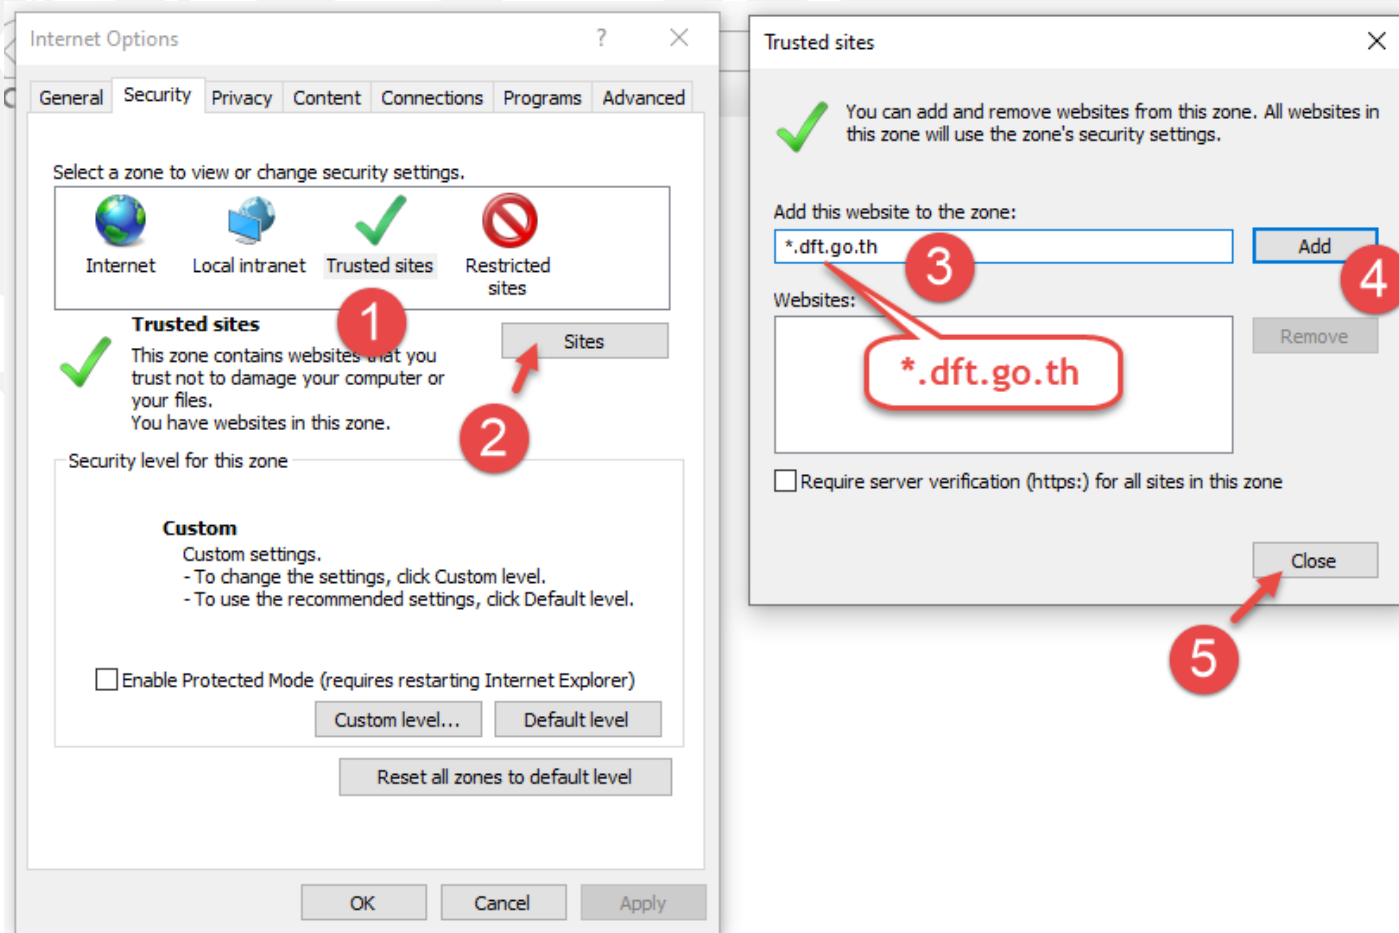 Internet Options
?
General Security Privacy Content Connections Programs Advanced
Select a zone to view or change security settings.
Internet
Local intranet
Trusted sites
Restricted
sites
1
Trusted sites
This zone contains websites that you
trust not to damage your computer or
your files.
You have websites in this zone.
Sites
2
Security level for this zone
Custom
Custom settings.
- To change the settings, click Custom level.
- To use the recommended settings, click Default level.
Enable Protected Mode (requires restarting Internet Explorer)
Custom level...
Default level
Reset all zones to default level
OK
Cancel
Apply
Trusted sites
You can add and remove websites from this zone. All websites in
this zone will use the zone's security settings.
Add this website to the zone:
*.dft.go.th
3
Add
4
Websites:
*.dft.go.th
Remove
Require server verification (https:) for all sites in this zone
Close
5